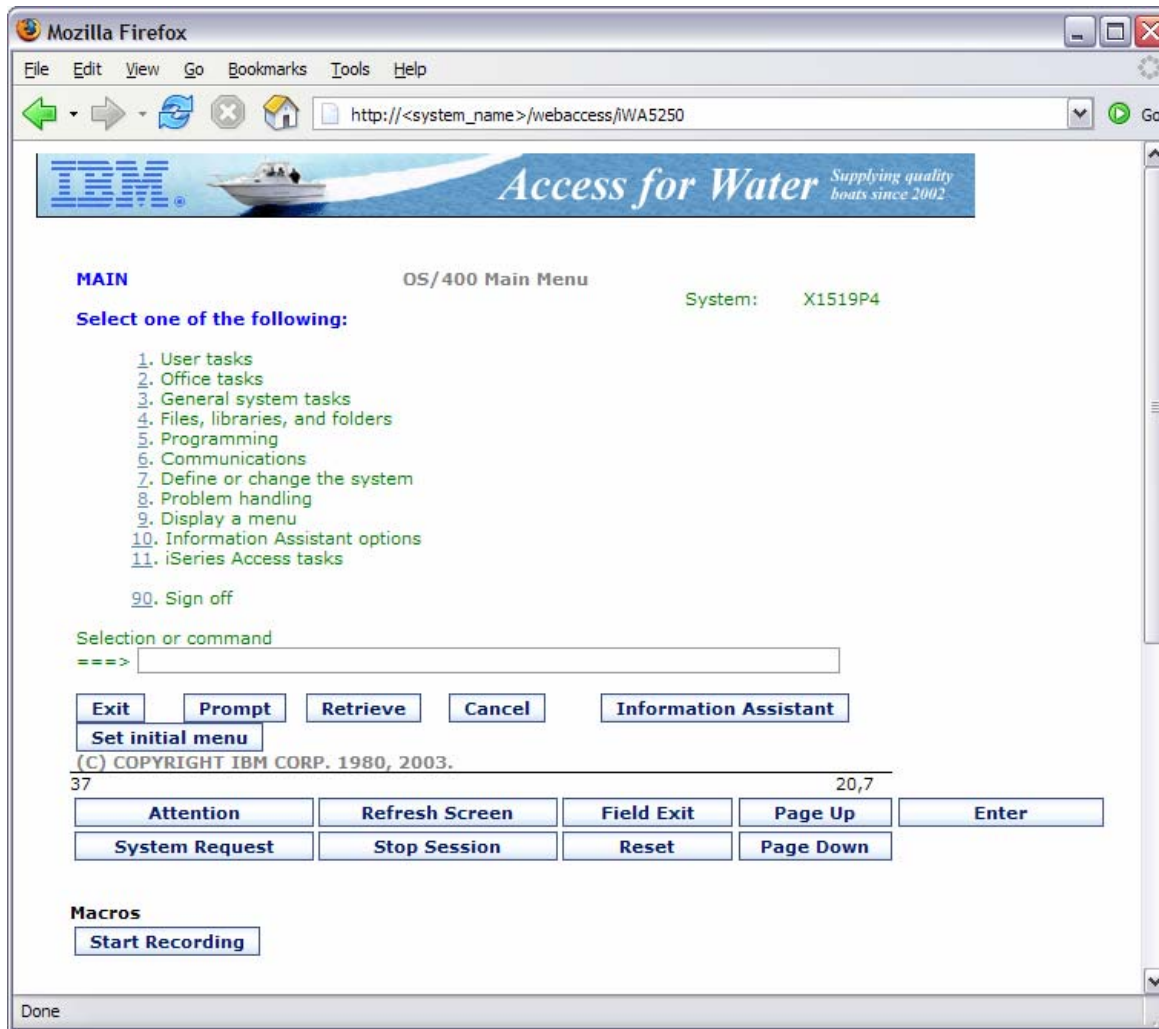 Mozilla Firefox
File Edit View Go Bookmarks Tools Help
http://<system_name>/webaccess/iWA5250 Go
IBM® Access for Water Supplying quality
boats since 2002
MAIN OS/400 Main Menu
System: X1519P4
Select one of the following:
1. User tasks
2. Office tasks
3. General system tasks
4. Files, libraries, and folders
5. Programming
6. Communications
7. Define or change the system
8. Problem handling
9. Display a menu
10. Information Assistant options
11. iSeries Access tasks
90. Sign off
Selection or command
===>
Exit Prompt Retrieve Cancel Information Assistant
Set initial menu
(C) COPYRIGHT IBM CORP. 1980, 2003.
37 20,7
Attention Refresh Screen Field Exit Page Up Enter
System Request Stop Session Reset Page Down
Macros
Start Recording
Done